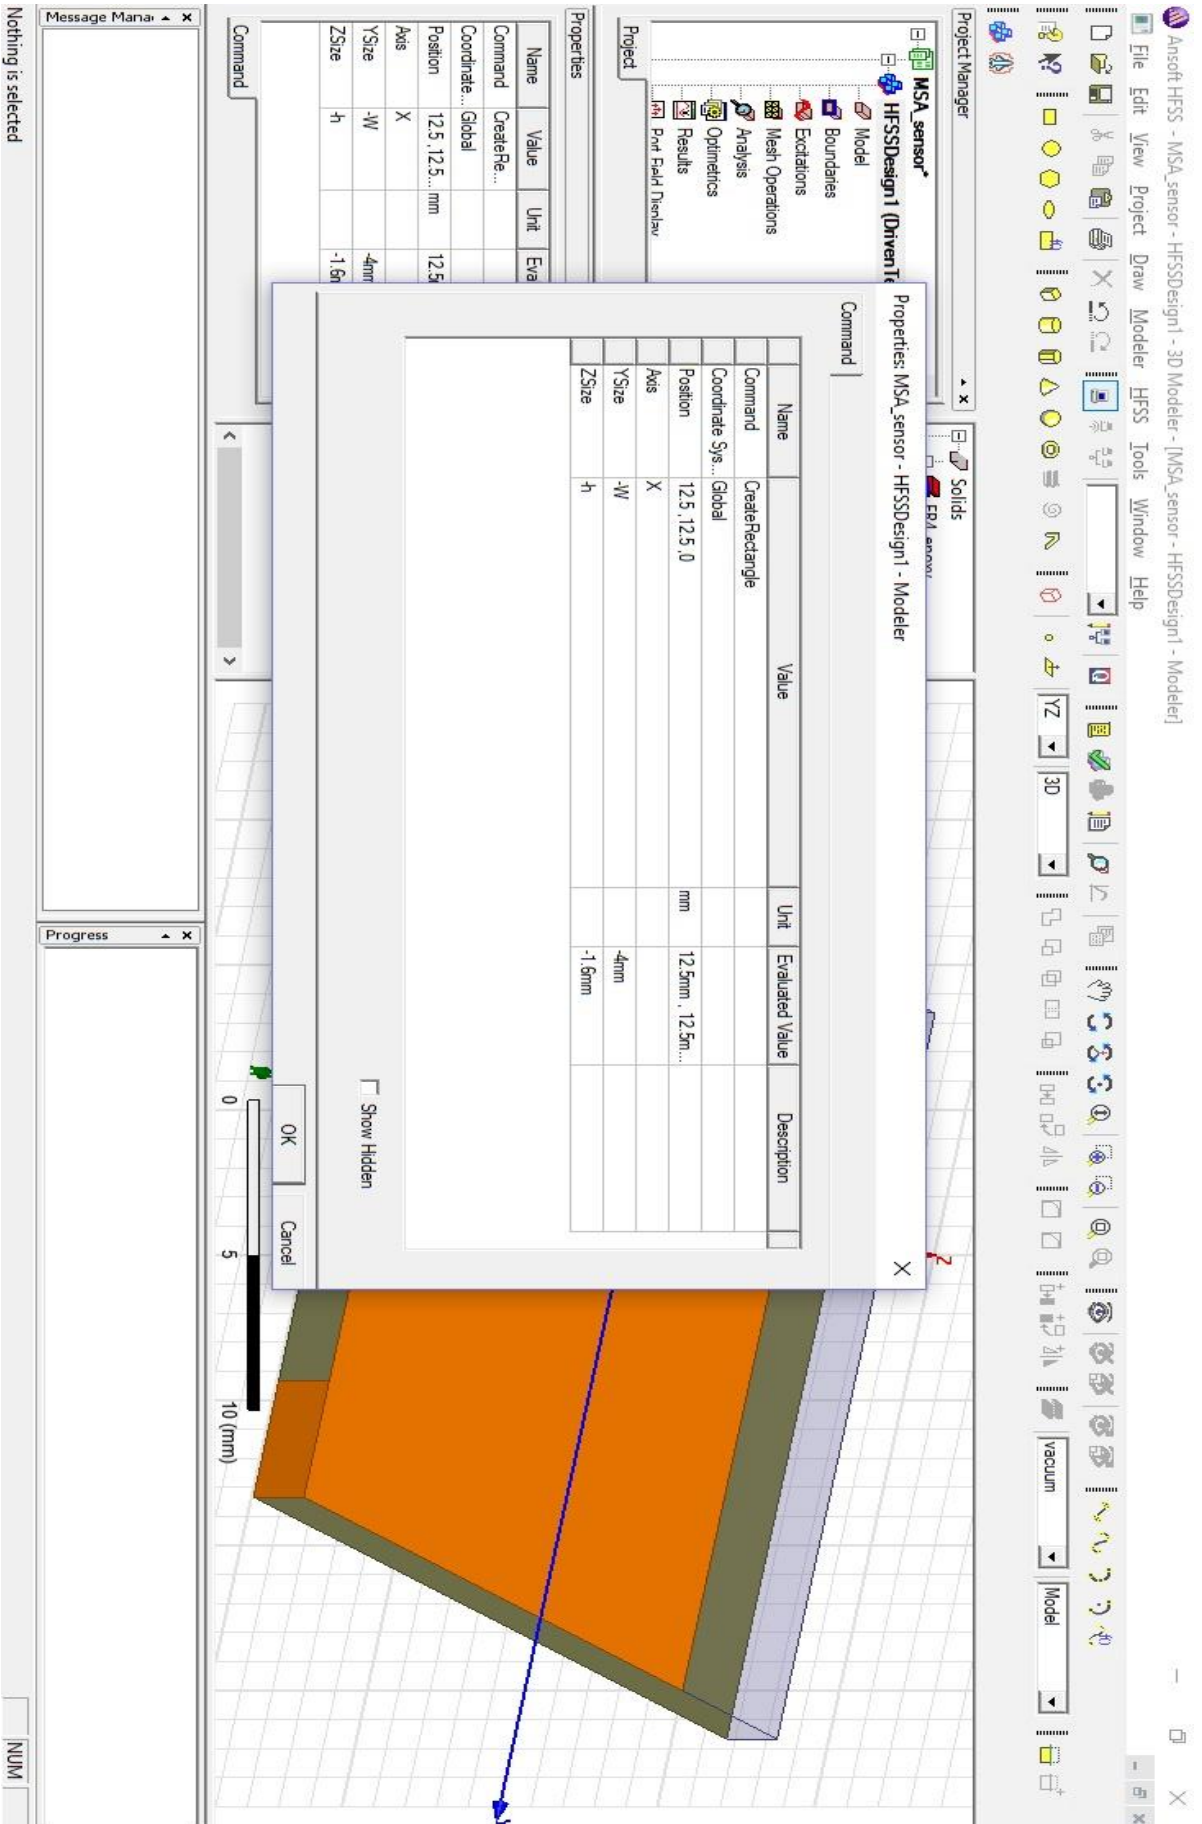 Ansoft HFSS - MSA_sensor - HFSSDesign1 - 3D Modeler - [MSA_sensor - HFSSDesign1 - Modeler]
File Edit View Project Draw Modeler HFSS Tools Window Help
YZ 3D vacuum Model
Project Manager
MSA_sensor*
HFSSDesign1 (DrivenTe
Model
Boundaries
Excitations
Mesh Operations
Analysis
Optimetrics
Results
Port Field Display
Project
Solids
FR4_epoxy
Properties
Name Value Unit Eva
Command CreateRe...
Coordinate... Global
Position 12.5 ,12.5... mm 12.5
Axis X
YSize -W -4mm
ZSize -h -1.6m
Command
Properties: MSA_sensor - HFSSDesign1 - Modeler
Command
Name Value Unit Evaluated Value Description
Command CreateRectangle
Coordinate Sys... Global
Position 12.5 ,12.5 ,0 mm 12.5mm , 12.5m...
Axis X
YSize -W -4mm
ZSize -h -1.6mm
Show Hidden
OK Cancel
Z
0 5 10 (mm)
Message Mana
Progress
Nothing is selected
NUM